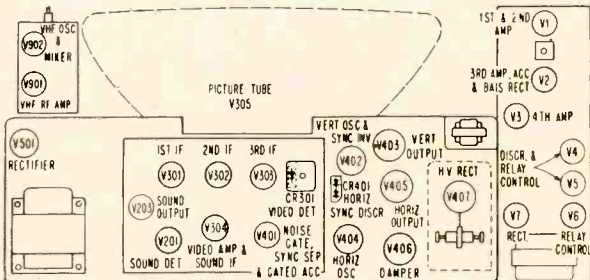 VHF OSC
&
MIXER
V902
V901
VHF RF AMP
PICTURE TUBE
V305
1ST & 2ND
AMP
V1
3RD AMP, AGC
& BAIS RECT
V2
V3
4TH AMP
DISCR. &
RELAY
CONTROL
V4
V5
V7
V6
RECT.
RELAY
CONTROL
V501
RECTIFIER
1ST IF
2ND IF
3RD IF
V301
V302
V303
CR301
VIDEO DET
V203
SOUND
OUTPUT
V201
SOUND DET
V304
VIDEO AMP &
SOUND IF
V401
NOISE
GATE,
SYNC SEP
& GATED AGC
VERT OSC &
SYNC INV
V402
V403
VERT
OUTPUT
CR401
HORIZ
SYNC DISCR
V405
HORIZ
OUTPUT
V404
HORIZ
OSC
V406
DAMPER
HV RECT
V407